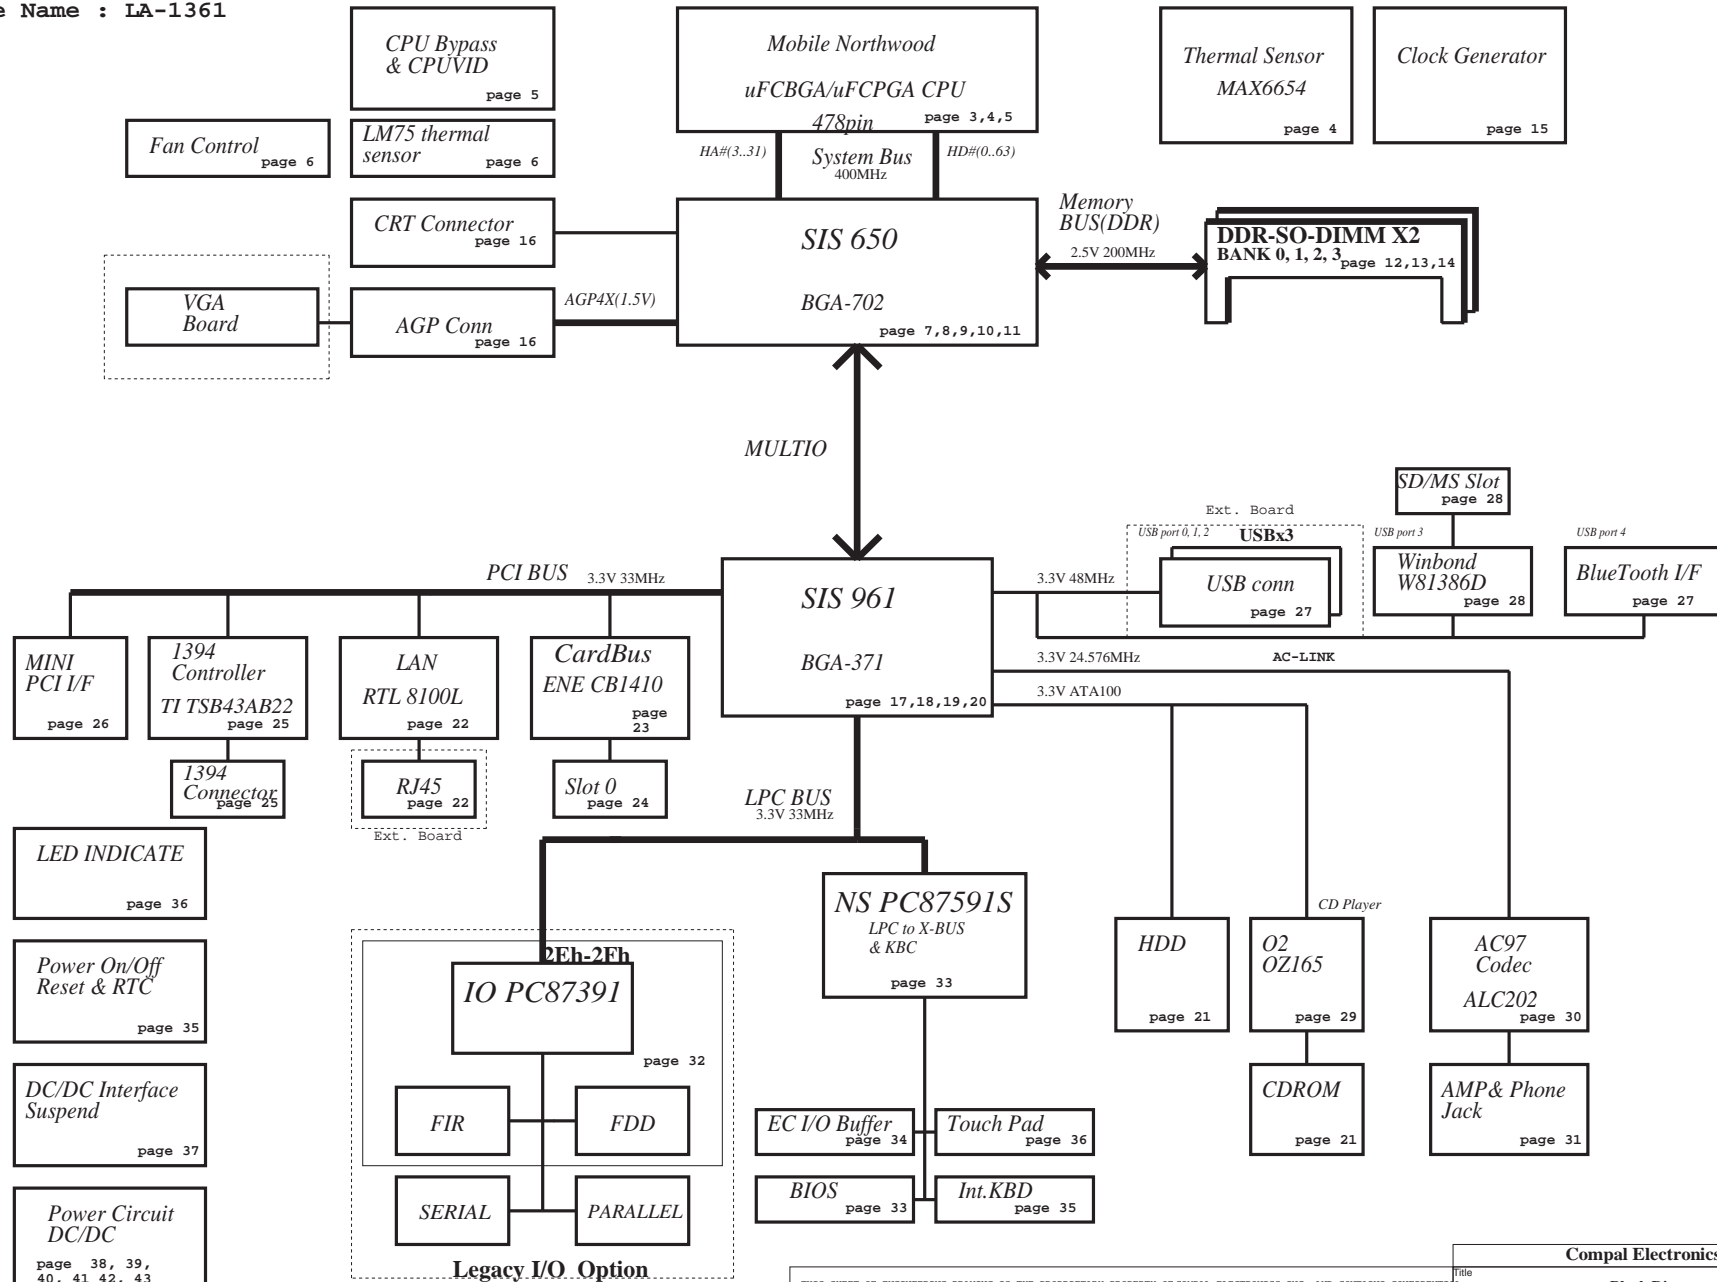 e Name : LA-1361
CPU Bypass
& CPUVID
page 5
Mobile Northwood
uFCBGA/uFCPGA CPU
478pin
page 3,4,5
Thermal Sensor
MAX6654
page 4
Clock Generator
page 15
Fan Control
page 6
LM75 thermal
sensor
page 6
HA#(3..31)
System Bus
400MHz
HD#(0..63)
CRT Connector
page 16
SIS 650
BGA-702
page 7,8,9,10,11
Memory
BUS(DDR)
2.5V 200MHz
DDR-SO-DIMM X2
BANK 0, 1, 2, 3
page 12,13,14
VGA
Board
AGP Conn
page 16
AGP4X(1.5V)
MULTIO
SD/MS Slot
page 28
Ext. Board
USB port 0, 1, 2
USBx3
USB conn
page 27
USB port 3
Winbond
W81386D
page 28
USB port 4
BlueTooth I/F
page 27
PCI BUS
3.3V 33MHz
SIS 961
BGA-371
page 17,18,19,20
3.3V 48MHz
3.3V 24.576MHz
AC-LINK
3.3V ATA100
MINI
PCI I/F
page 26
1394
Controller
TI TSB43AB22
page 25
LAN
RTL 8100L
page 22
CardBus
ENE CB1410
page
23
1394
Connector
page 25
RJ45
page 22
Ext. Board
Slot 0
page 24
LPC BUS
3.3V 33MHz
LED INDICATE
page 36
NS PC87591S
LPC to X-BUS
& KBC
page 33
CD Player
HDD
page 21
O2
OZ165
page 29
AC97
Codec
ALC202
page 30
Power On/Off
Reset & RTC
page 35
2Eh-2Fh
IO PC87391
page 32
FIR
FDD
DC/DC Interface
Suspend
page 37
CDROM
page 21
AMP& Phone
Jack
page 31
EC I/O Buffer
page 34
Touch Pad
page 36
BIOS
page 33
Int.KBD
page 35
SERIAL
PARALLEL
Legacy I/O Option
Power Circuit
DC/DC
page 38, 39,
40, 41 42, 43
Compal Electronics
Title